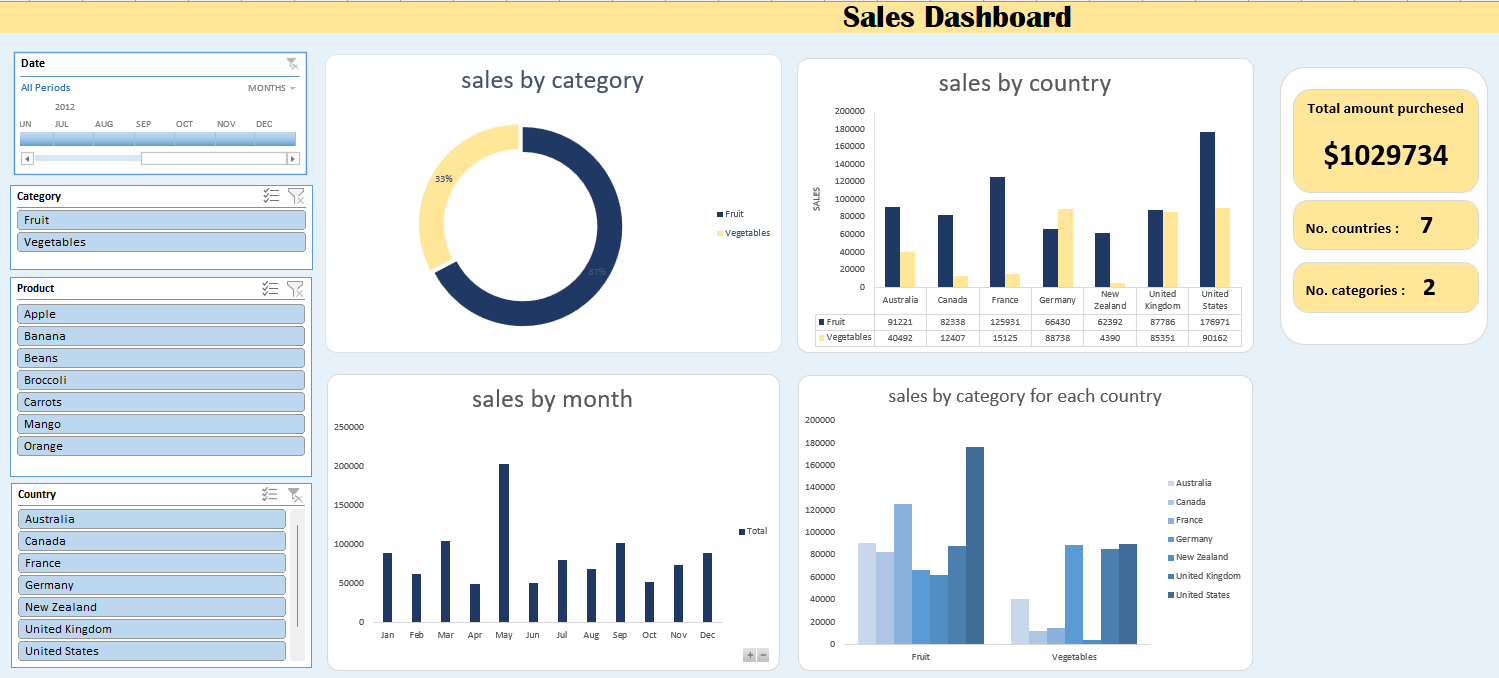 Sales Dashboard
Date
All Periods
MONTHS
2012
UN JUL AUG SEP OCT NOV DEC
Category
Fruit
Vegetables
Product
Apple
Banana
Beans
Broccoli
Carrots
Mango
Orange
Country
Australia
Canada
France
Germany
New Zealand
United Kingdom
United States
sales by category
33%
67%
Fruit
Vegetables
sales by country
SALES
200000
180000
160000
140000
120000
100000
80000
60000
40000
20000
0
Australia Canada France Germany New Zealand United Kingdom United States
Fruit 91221 82338 125931 66430 62392 87786 176971
Vegetables 40492 12407 15125 88738 4390 85351 90162
Total amount purchesed
$1029734
No. countries : 7
No. categories : 2
sales by month
250000
200000
150000
100000
50000
0
Jan Feb Mar Apr May Jun Jul Aug Sep Oct Nov Dec
Total
sales by category for each country
200000
180000
160000
140000
120000
100000
80000
60000
40000
20000
0
Fruit Vegetables
Australia
Canada
France
Germany
New Zealand
United Kingdom
United States